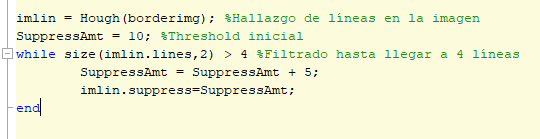 imlin = Hough(borderimg); %Hallazgo de líneas en la imagen
SuppressAmt = 10; %Threshold inicial
while size(imlin.lines,2) > 4 %Filtrado hasta llegar a 4 líneas
        SuppressAmt = SuppressAmt + 5;
        imlin.suppress=SuppressAmt;
end